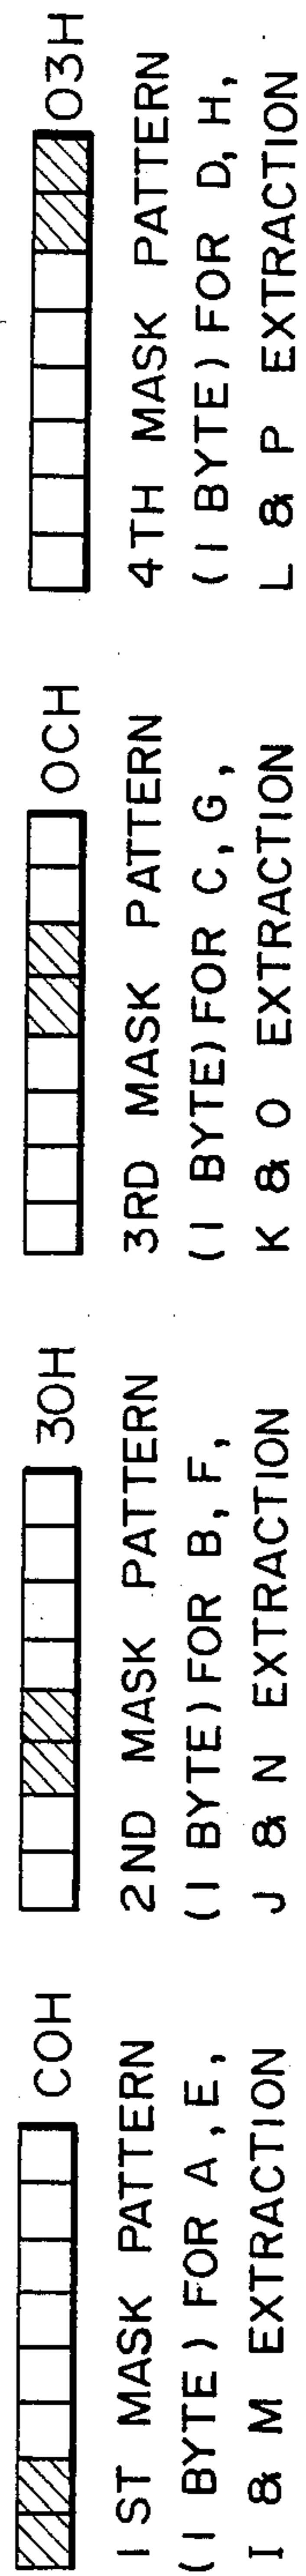 C0H
1ST MASK PATTERN
(1 BYTE) FOR A, E,
I & M EXTRACTION
30H
2ND MASK PATTERN
(1 BYTE) FOR B, F,
J & N EXTRACTION
0CH
3RD MASK PATTERN
(1 BYTE) FOR C, G,
K & O EXTRACTION
03H
4TH MASK PATTERN
(1 BYTE) FOR D, H,
L & P EXTRACTION